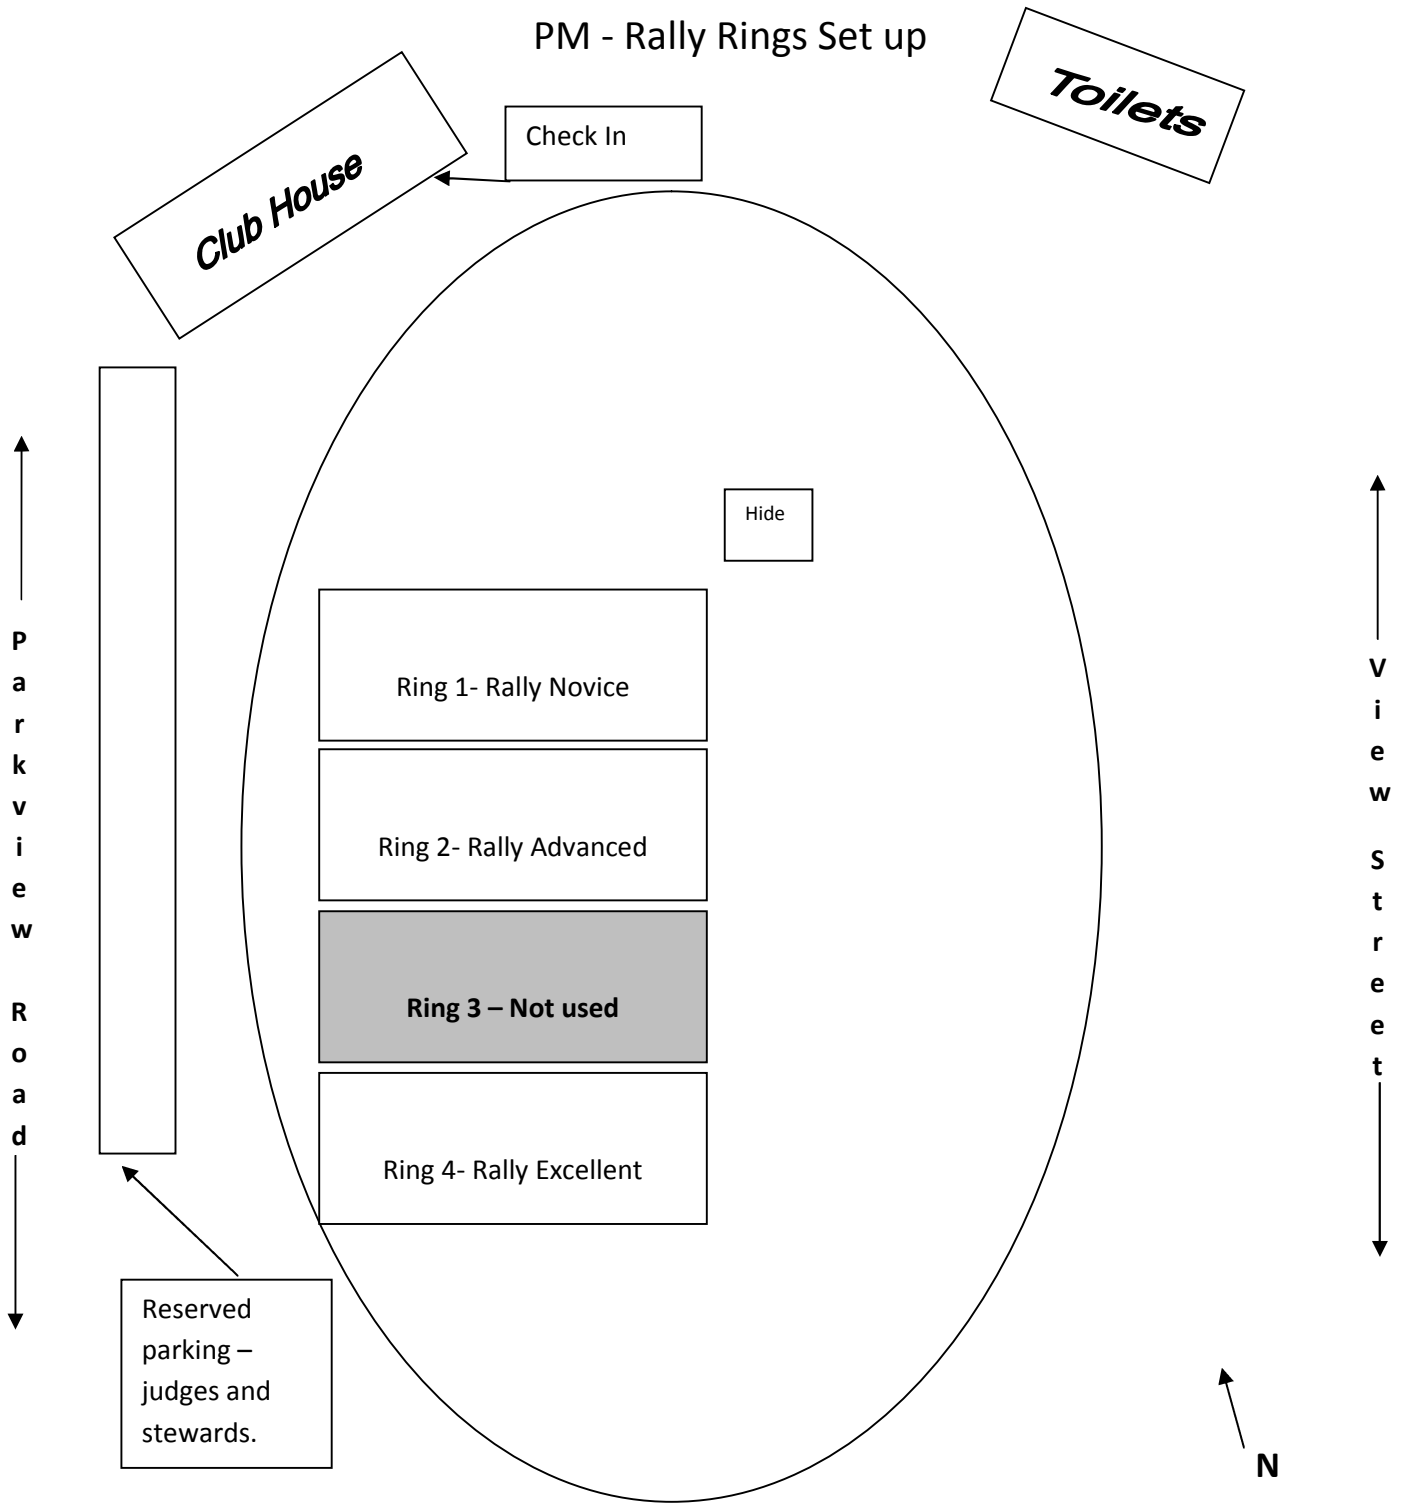 PM - Rally Rings Set up
Toilets
Check In
Club House
Hide
Parkview Road
View Street
Ring 1- Rally Novice
Ring 2- Rally Advanced
Ring 3 – Not used
Ring 4- Rally Excellent
Reserved
parking –
judges and
stewards.
N